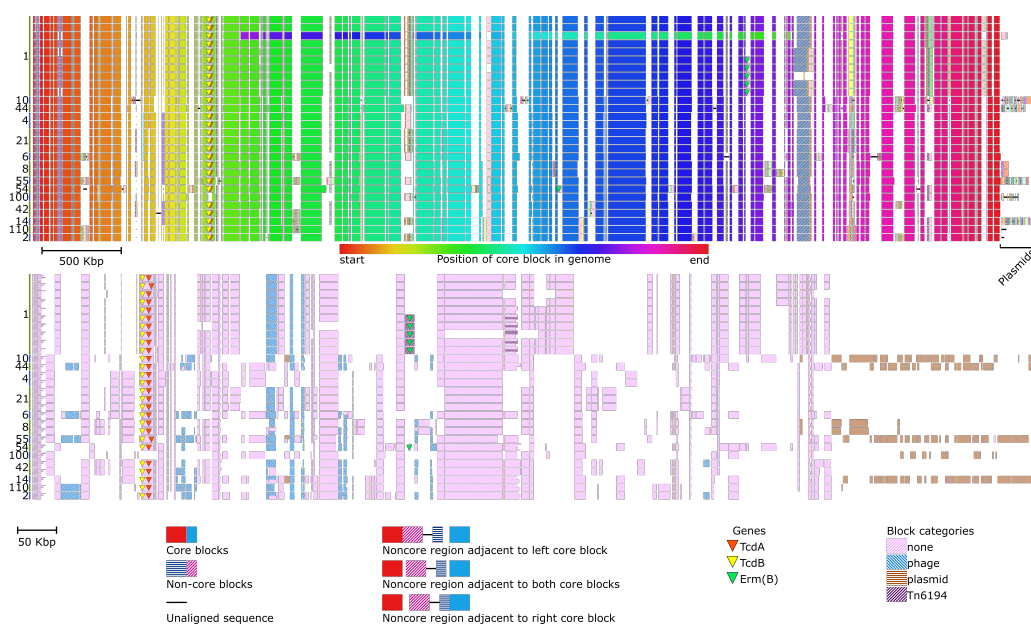 1
10
44
4
21
6
8
55
54
100
42
14
110
2
500 Kbp
start
Position of core block in genome
end
Plasmids
1
10
44
4
21
6
8
55
54
100
42
14
110
2
50 Kbp
Core blocks
Non-core blocks
Unaligned sequence
Noncore region adjacent to left core block
Noncore region adjacent to both core blocks
Noncore region adjacent to right core block
Genes
TcdA
TcdB
Erm(B)
Block categories
none
phage
plasmid
Tn6194